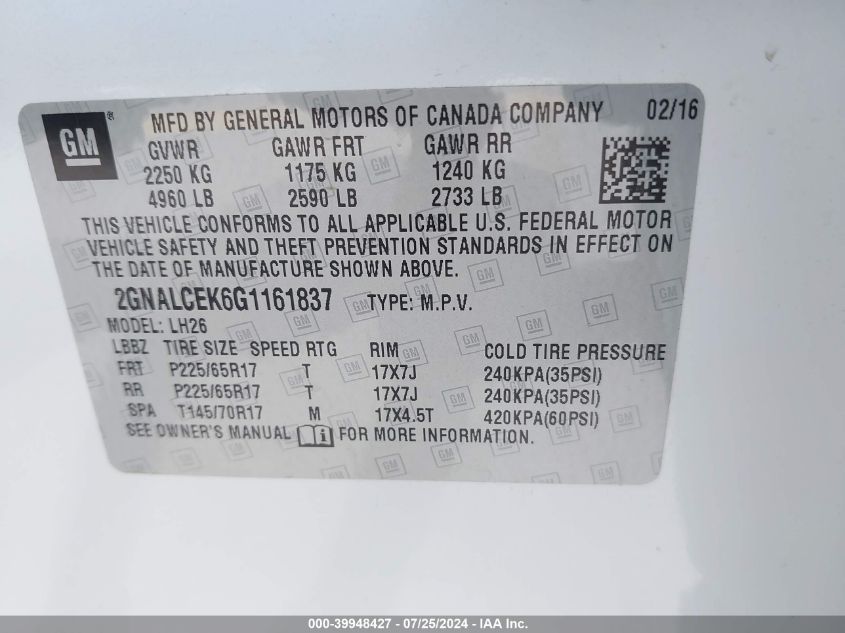 GM ® MFD BY GENERAL MOTORS OF CANADA COMPANY 02/16
GVWR GAWR FRT GAWR RR
2250 KG 1175 KG 1240 KG
4960 LB 2590 LB 2733 LB
THIS VEHICLE CONFORMS TO ALL APPLICABLE U.S. FEDERAL MOTOR
VEHICLE SAFETY AND THEFT PREVENTION STANDARDS IN EFFECT ON
THE DATE OF MANUFACTURE SHOWN ABOVE.
2GNALCEK6G1161837 TYPE: M.P.V.
MODEL: LH26
LBBZ TIRE SIZE SPEED RTG RIM COLD TIRE PRESSURE
FRT P225/65R17 T 17X7J 240KPA(35PSI)
RR P225/65R17 T 17X7J 240KPA(35PSI)
SPA T145/70R17 M 17X4.5T 420KPA(60PSI)
SEE OWNER'S MANUAL i FOR MORE INFORMATION.
000-39948427 - 07/25/2024 - IAA Inc.